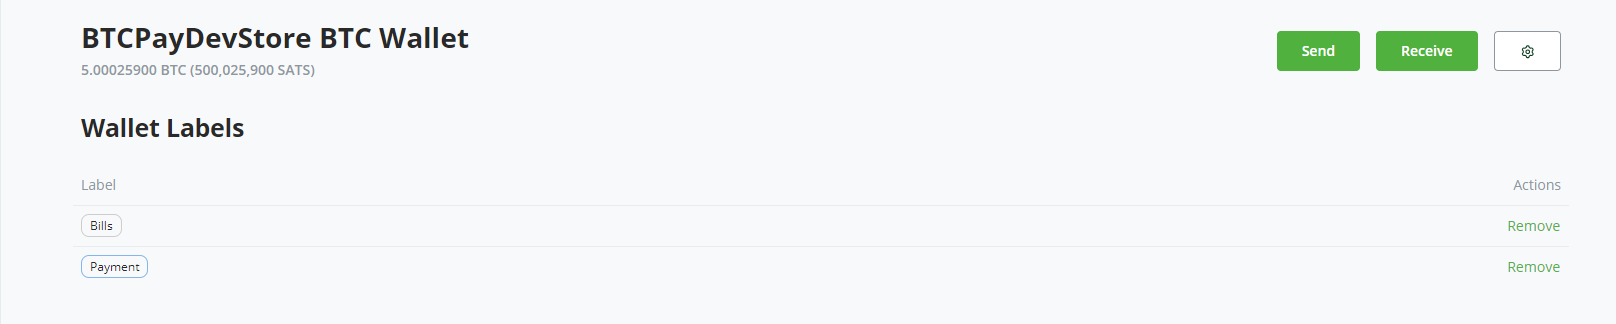 BTCPayDevStore BTC Wallet
5.00025900 BTC (500,025,900 SATS)
Send
Receive
Wallet Labels
Label Actions
Bills Remove
Payment Remove